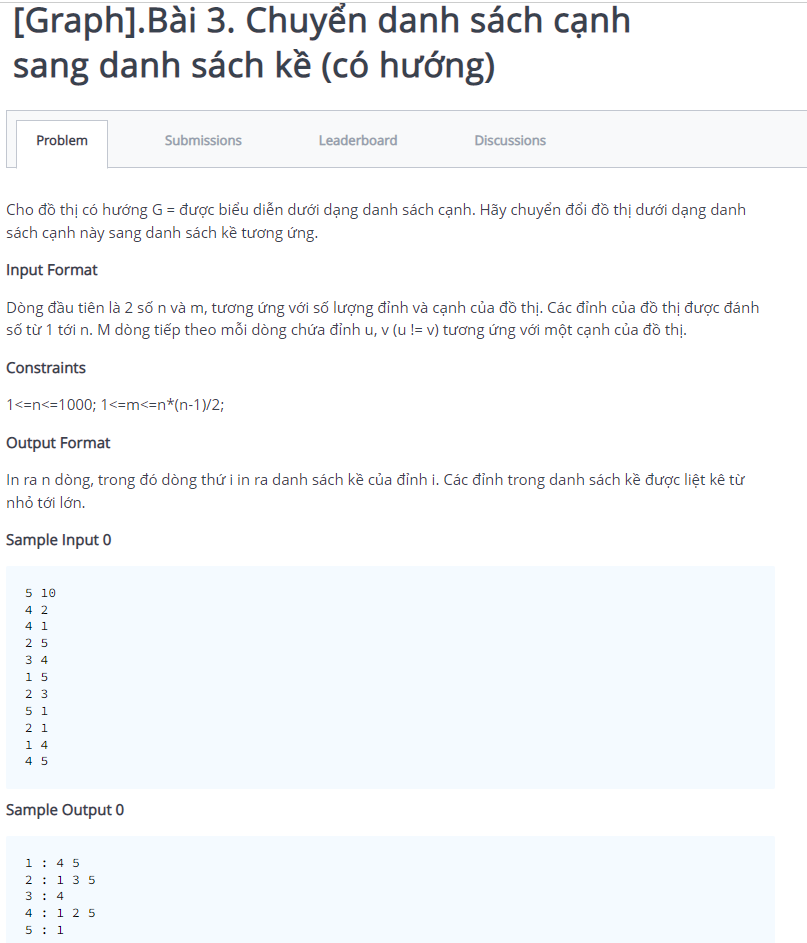 [Graph].Bài 3. Chuyển danh sách cạnh
sang danh sách kề (có hướng)
Problem Submissions Leaderboard Discussions
Cho đồ thị có hướng G = được biểu diễn dưới dạng danh sách cạnh. Hãy chuyển đổi đồ thị dưới dạng danh
sách cạnh này sang danh sách kề tương ứng.
Input Format
Dòng đầu tiên là 2 số n và m, tương ứng với số lượng đỉnh và cạnh của đồ thị. Các đỉnh của đồ thị được đánh
số từ 1 tới n. M dòng tiếp theo mỗi dòng chứa đỉnh u, v (u != v) tương ứng với một cạnh của đồ thị.
Constraints
1<=n<=1000; 1<=m<=n*(n-1)/2;
Output Format
In ra n dòng, trong đó dòng thứ i in ra danh sách kề của đỉnh i. Các đỉnh trong danh sách kề được liệt kê từ
nhỏ tới lớn.
Sample Input 0
5 10
4 2
4 1
2 5
3 4
1 5
2 3
5 1
2 1
1 4
4 5
Sample Output 0
1 : 4 5
2 : 1 3 5
3 : 4
4 : 1 2 5
5 : 1